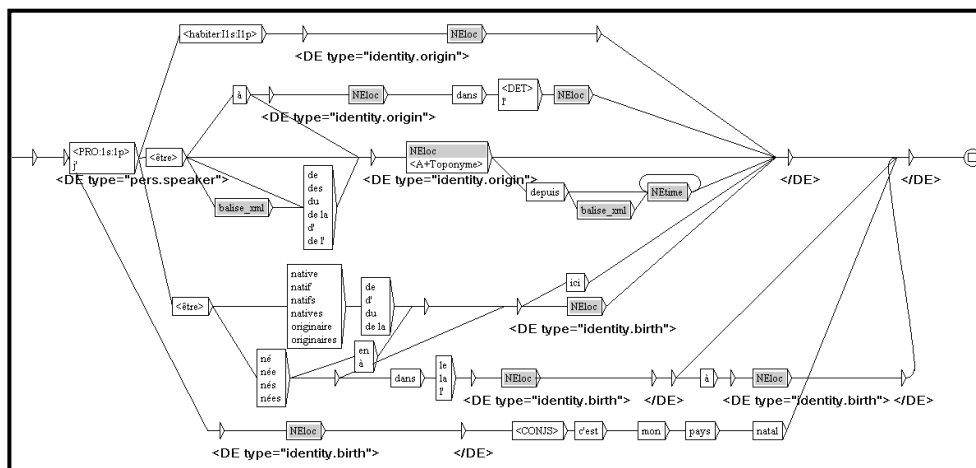 <habiter:I1s:I1p>
NEloc
<DE type="identity.origin">
à
NEloc
dans
<DET>
l'
NEloc
<DE type="identity.origin">
<PRO:1s:1p>
j'
<être>
NEloc
<A+Toponyme>
<DE type="pers.speaker">
<DE type="identity.origin">
</DE>
</DE>
de
des
du
de la
d'
de l'
balise_xml
depuis
balise_xml
NEtime
<être>
native
natif
natifs
natives
originaire
originaires
de
d'
du
de la
ici
NEloc
<DE type="identity.birth">
né
née
nés
nées
en
à
dans
le
la
l'
NEloc
à
NEloc
<DE type="identity.birth">
</DE>
<DE type="identity.birth">
</DE>
NEloc
<CONJS>
c'est
mon
pays
natal
<DE type="identity.birth">
</DE>